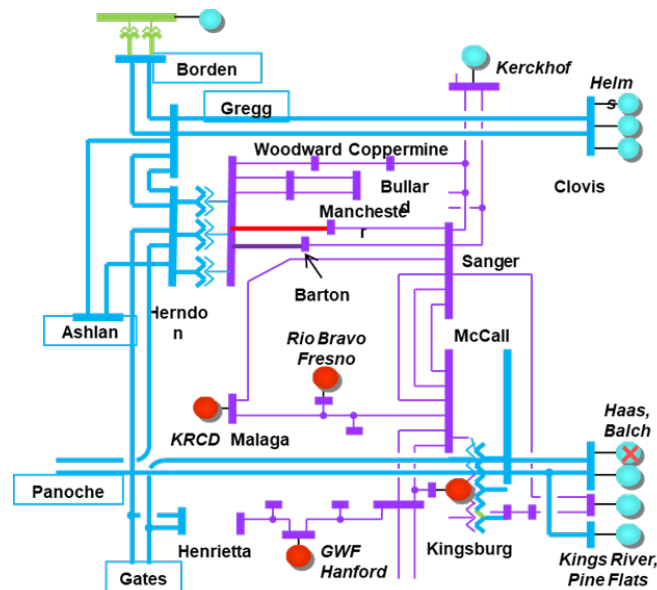 Borden
Kerckhof
Helm
s
Gregg
Woodward Coppermine
Bullar
d
Clovis
Mancheste
r
Sanger
Barton
Herndo
n
Ashlan
McCall
Rio Bravo
Fresno
Haas,
Balch
KRCD Malaga
Panoche
Henrietta
GWF
Hanford
Kingsburg
Kings River,
Pine Flats
Gates